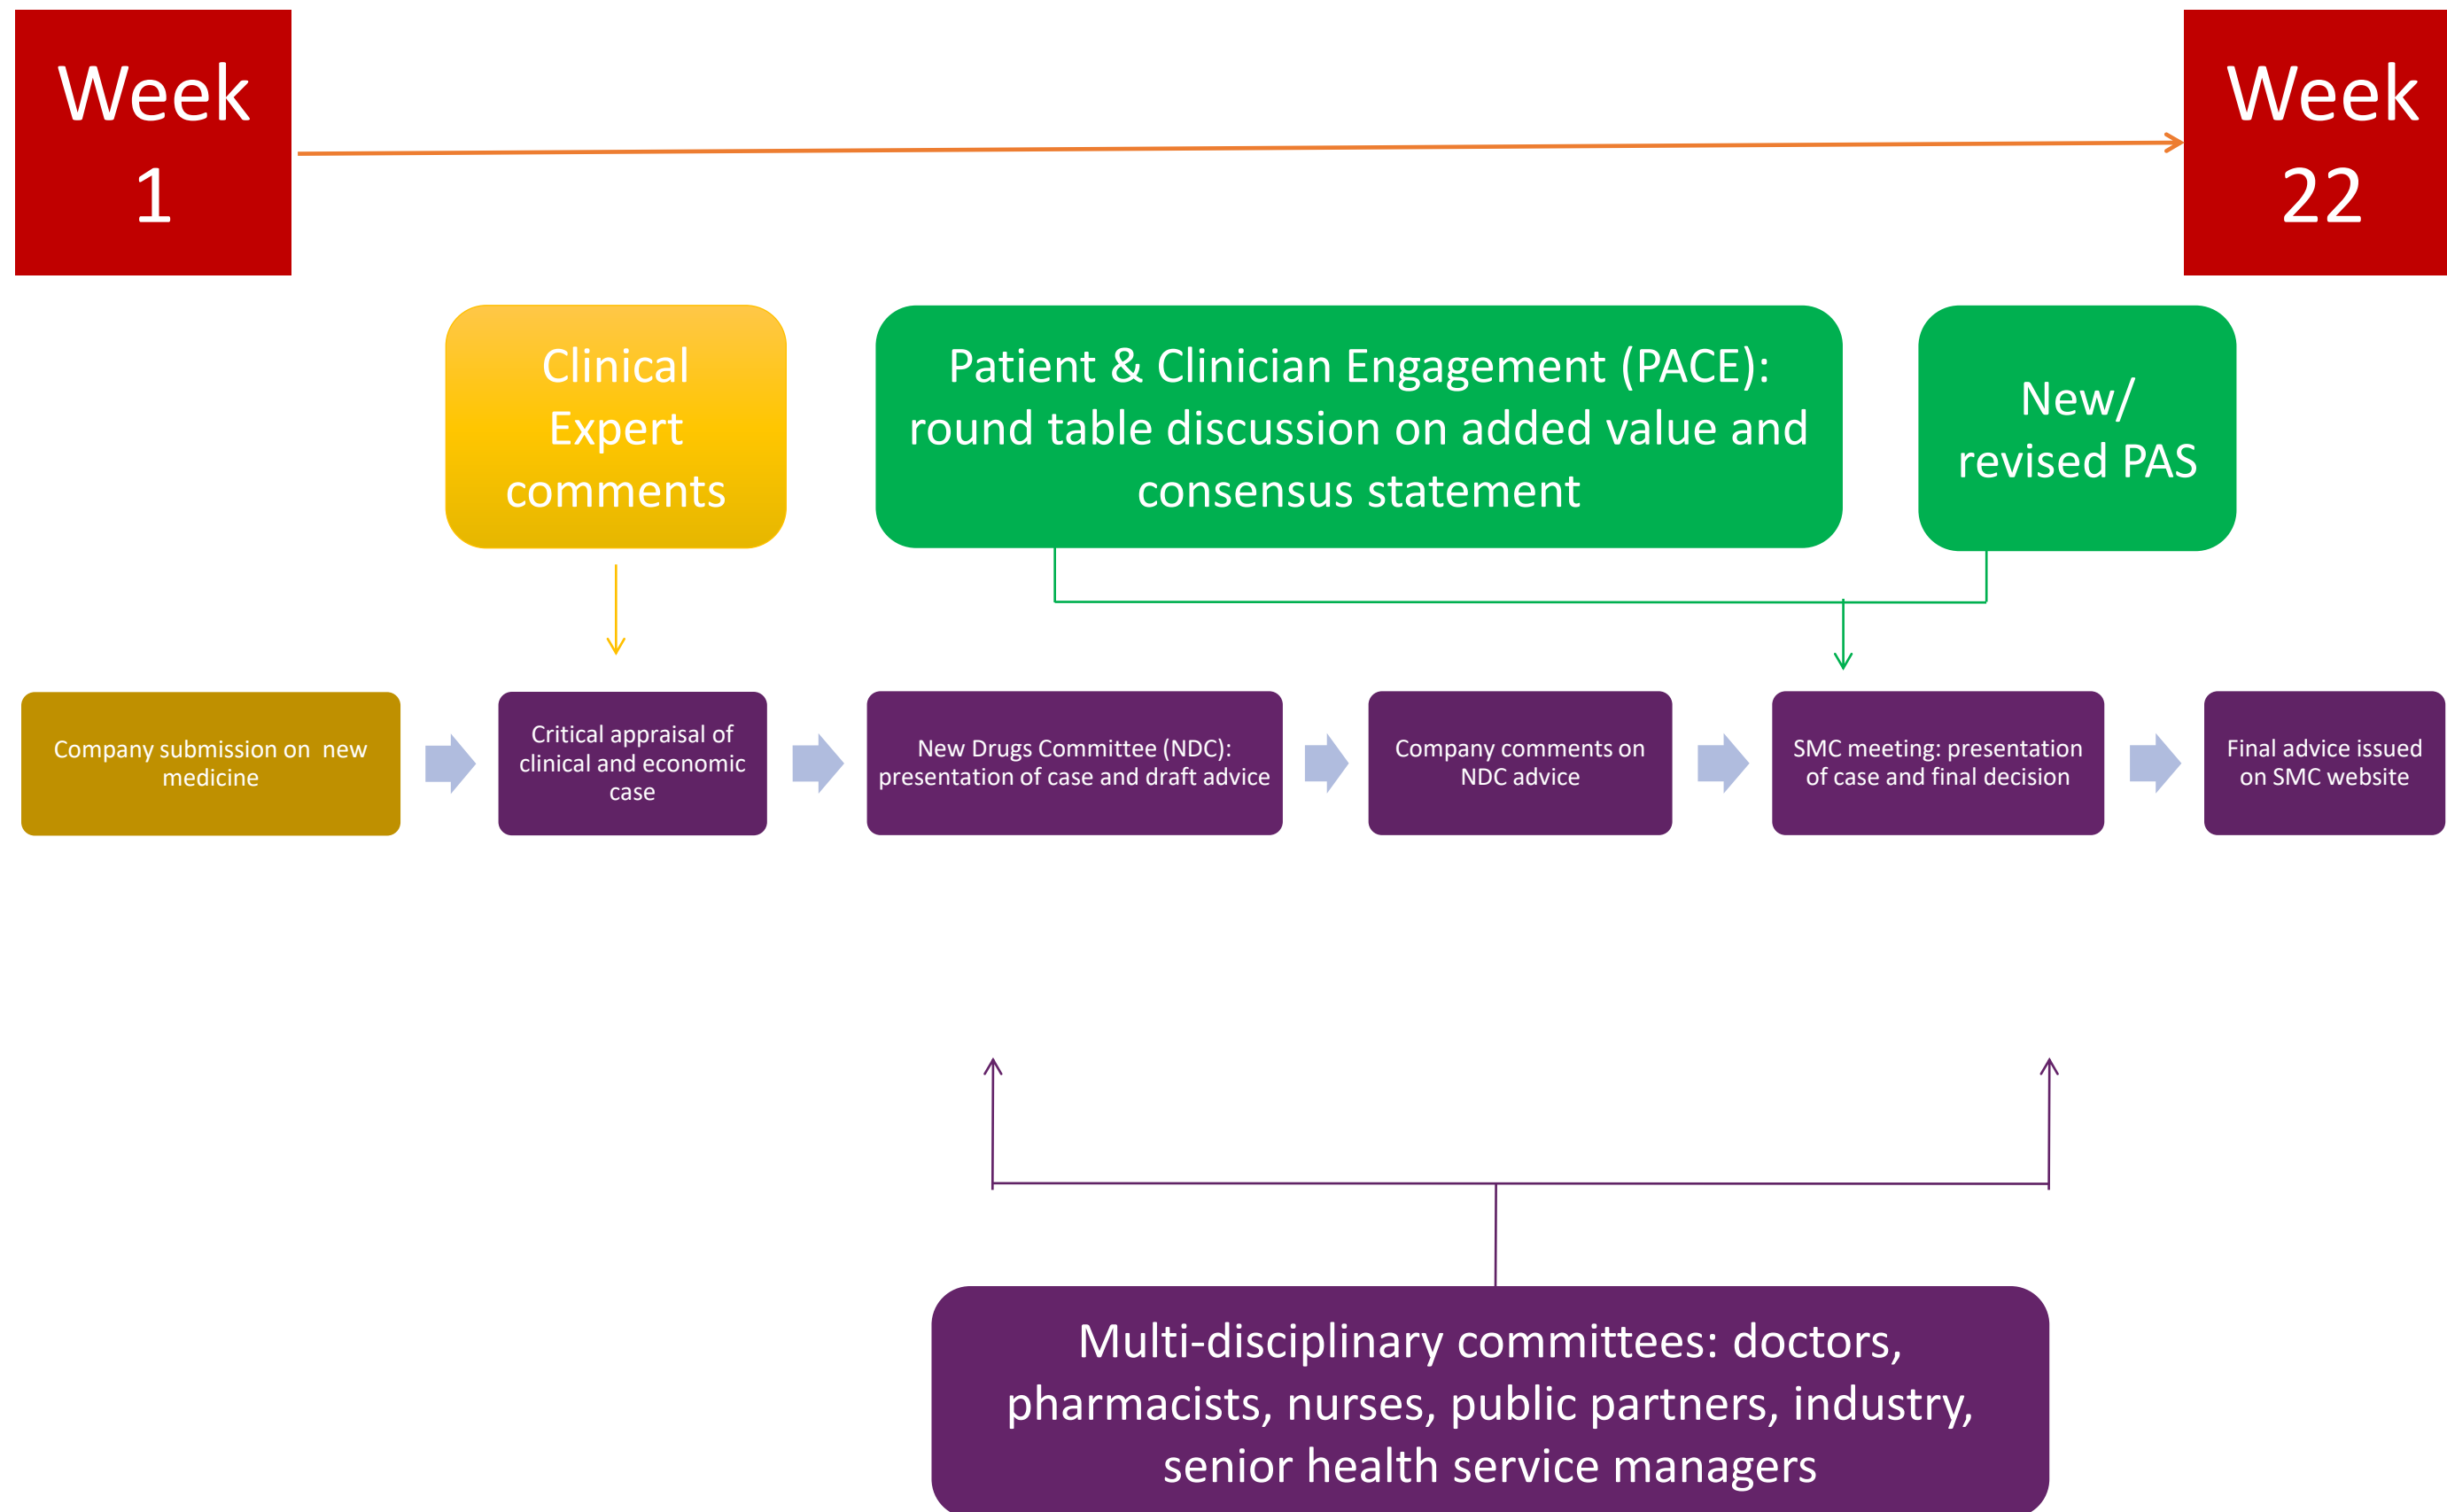 Week
1
Week
22
Clinical
Expert
comments
Patient & Clinician Engagement (PACE):
round table discussion on added value and
consensus statement
New/
revised PAS
Company submission on  new
medicine
Critical appraisal of
clinical and economic
case
New Drugs Committee (NDC):
presentation of case and draft advice
Company comments on
NDC advice
SMC meeting: presentation
of case and final decision
Final advice issued
on SMC website
Multi-disciplinary committees: doctors,
pharmacists, nurses, public partners, industry,
senior health service managers